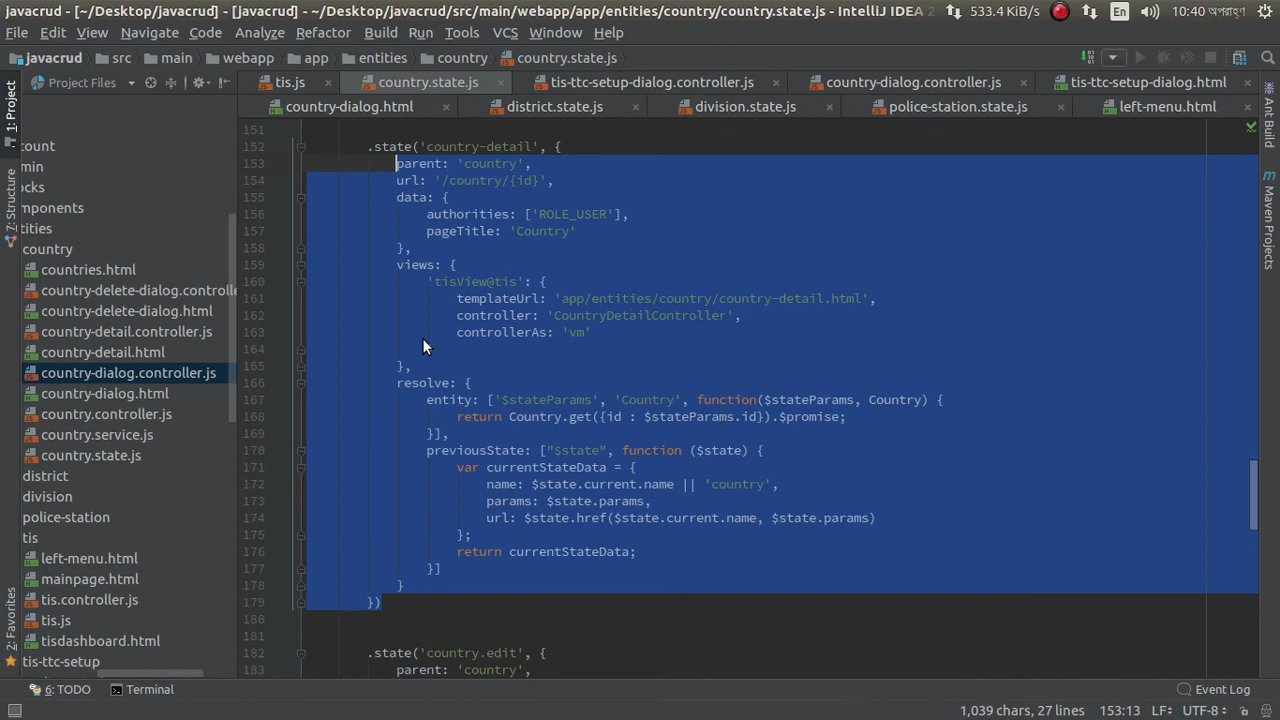 javacrud - [~/Desktop/javacrud] - [javacrud] - ~/Desktop/javacrud/src/main/webapp/app/entities/country/country.state.js - IntelliJ IDEA 2 533.4 KiB/s En 10:40 অপরাহ্ণ
File Edit View Navigate Code Analyze Refactor Build Run Tools VCS Window Help
javacrud src main webapp app entities country country.state.js
Project Files tis.js country.state.js tis-ttc-setup-dialog.controller.js country-dialog.controller.js tis-ttc-setup-dialog.html
country-dialog.html district.state.js division.state.js police-station.state.js left-menu.html
1: Project
7: Structure
2: Favorites
Ant Build
Maven Projects
count
min
ocks
mponents
tities
country
countries.html
country-delete-dialog.controlle
country-delete-dialog.html
country-detail.controller.js
country-detail.html
country-dialog.controller.js
country-dialog.html
country.controller.js
country.service.js
country.state.js
district
division
police-station
tis
left-menu.html
mainpage.html
tis.controller.js
tis.js
tisdashboard.html
tis-ttc-setup
151
152 .state('country-detail', {
153 parent: 'country',
154 url: '/country/{id}',
155 data: {
156 authorities: ['ROLE_USER'],
157 pageTitle: 'Country'
158 },
159 views: {
160 'tisView@tis': {
161 templateUrl: 'app/entities/country/country-detail.html',
162 controller: 'CountryDetailController',
163 controllerAs: 'vm'
164
165 },
166 resolve: {
167 entity: ['$stateParams', 'Country', function($stateParams, Country) {
168 return Country.get({id : $stateParams.id}).$promise;
169 }],
170 previousState: ["$state", function ($state) {
171 var currentStateData = {
172 name: $state.current.name || 'country',
173 params: $state.params,
174 url: $state.href($state.current.name, $state.params)
175 };
176 return currentStateData;
177 }]
178 }
179 })
180
181
182 .state('country.edit', {
183 parent: 'country',
6: TODO Terminal Event Log
1,039 chars, 27 lines 153:13 LF÷ UTF-8÷